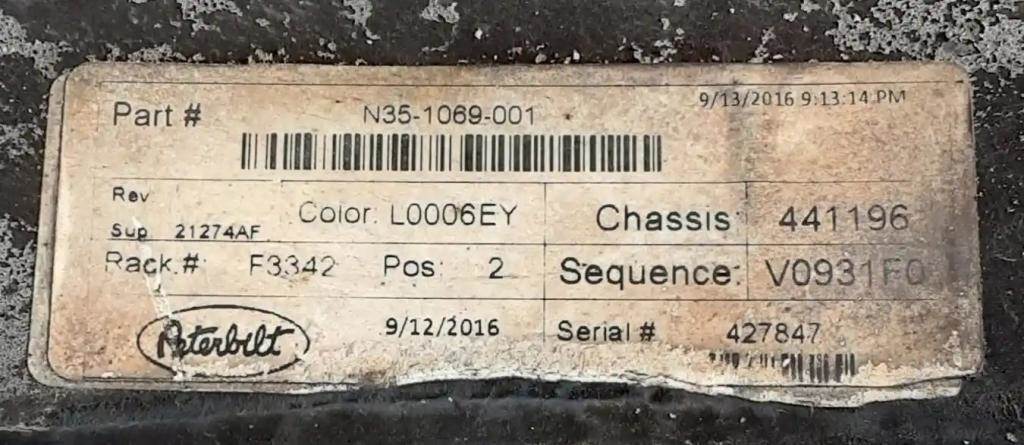 9/13/2016 9:13:14 PM
Part # N35-1069-001
Rev
Color: L0006EY Chassis: 441196
Sup 21274AF
Rack #: F3342 Pos: 2 Sequence: V0931F0
Peterbilt 9/12/2016 Serial # 427847